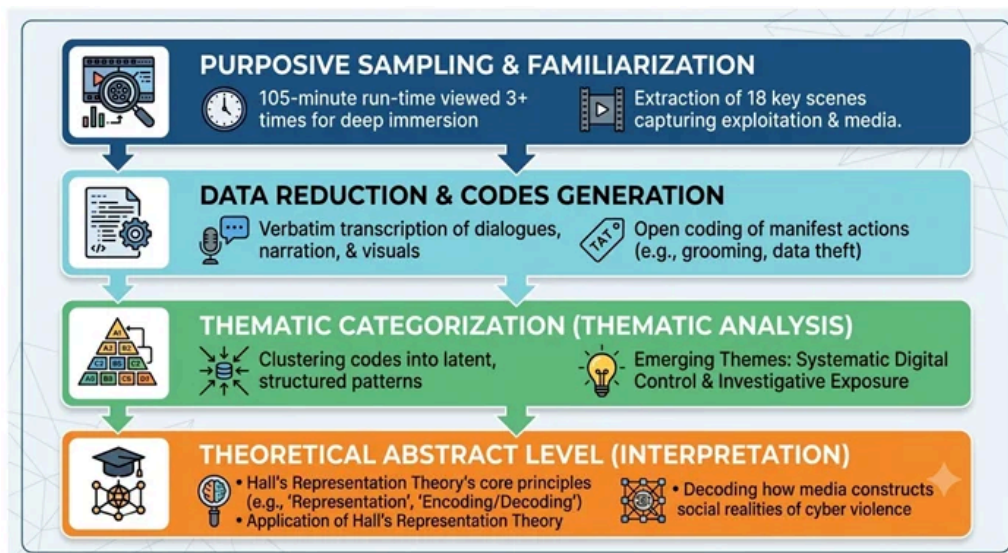 PURPOSIVE SAMPLING & FAMILIARIZATION
105-minute run-time viewed 3+
times for deep immersion
Extraction of 18 key scenes
capturing exploitation & media.
DATA REDUCTION & CODES GENERATION
</>
Verbatim transcription of dialogues,
narration, & visuals
TAT
Open coding of manifest actions
(e.g., grooming, data theft)
THEMATIC CATEGORIZATION (THEMATIC ANALYSIS)
A1
A2 B2
Clustering codes into latent,
structured patterns
Emerging Themes: Systematic Digital
Control & Investigative Exposure
THEORETICAL ABSTRACT LEVEL (INTERPRETATION)
• Hall's Representation Theory's core principles
(e.g., 'Representation', 'Encoding/Decoding')
• Application of Hall's Representation Theory
• Decoding how media constructs
social realities of cyber violence